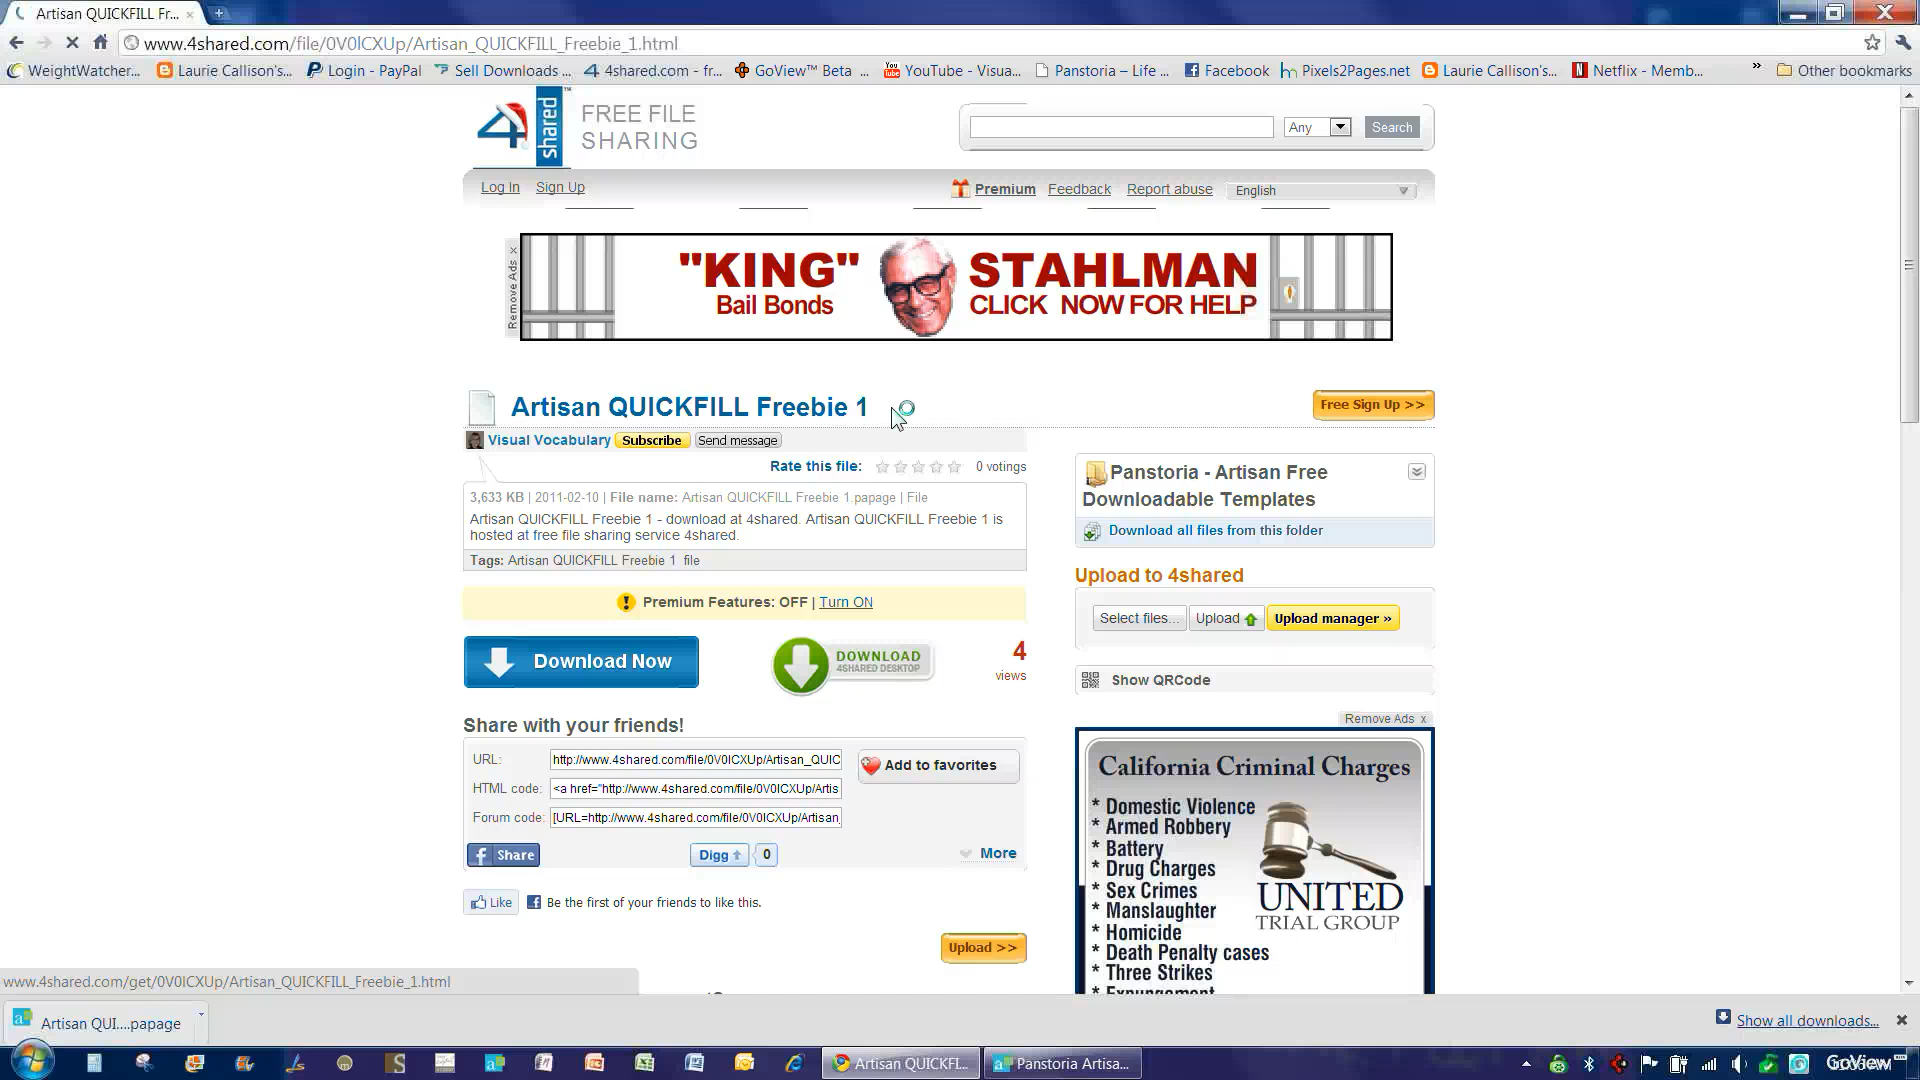 Artisan QUICKFILL Fr...
www.4shared.com/file/0V0lCXUp/Artisan_QUICKFILL_Freebie_1.html
WeightWatcher...
Laurie Callison's...
Login - PayPal
Sell Downloads ...
4shared.com - fr...
GoView™ Beta ...
YouTube - Visua...
Panstoria – Life ...
Facebook
Pixels2Pages.net
Laurie Callison's...
Netflix - Memb...
»
Other bookmarks
4 shared™
FREE FILE
SHARING
Any
Search
Log In
Sign Up
Premium
Feedback
Report abuse
English
Remove Ads x
"KING"
Bail Bonds
STAHLMAN
CLICK NOW FOR HELP
Artisan QUICKFILL Freebie 1
Free Sign Up >>
Visual Vocabulary
Subscribe
Send message
Rate this file:
0 votings
3,633 KB | 2011-02-10 | File name: Artisan QUICKFILL Freebie 1.papage | File
Artisan QUICKFILL Freebie 1 - download at 4shared. Artisan QUICKFILL Freebie 1 is
hosted at free file sharing service 4shared.
Tags: Artisan QUICKFILL Freebie 1 file
Panstoria - Artisan Free
Downloadable Templates
Download all files from this folder
Upload to 4shared
Select files...
Upload
Upload manager »
Premium Features: OFF | Turn ON
Download Now
DOWNLOAD
4SHARED DESKTOP
4
views
Show QRCode
Share with your friends!
URL:
http://www.4shared.com/file/0V0lCXUp/Artisan_QUIC
HTML code:
<a href="http://www.4shared.com/file/0V0lCXUp/Artis
Forum code:
[URL=http://www.4shared.com/file/0V0lCXUp/Artisan_
Add to favorites
Share
Digg
0
More
Like
Be the first of your friends to like this.
Upload >>
Remove Ads x
California Criminal Charges
* Domestic Violence
* Armed Robbery
* Battery
* Drug Charges
* Sex Crimes
* Manslaughter
* Homicide
* Death Penalty cases
* Three Strikes
* Expungement
UNITED
TRIAL GROUP
www.4shared.com/get/0V0lCXUp/Artisan_QUICKFILL_Freebie_1.html
Artisan QUI....papage
Show all downloads...
Artisan QUICKFI...
Panstoria Artisa...
GoView™